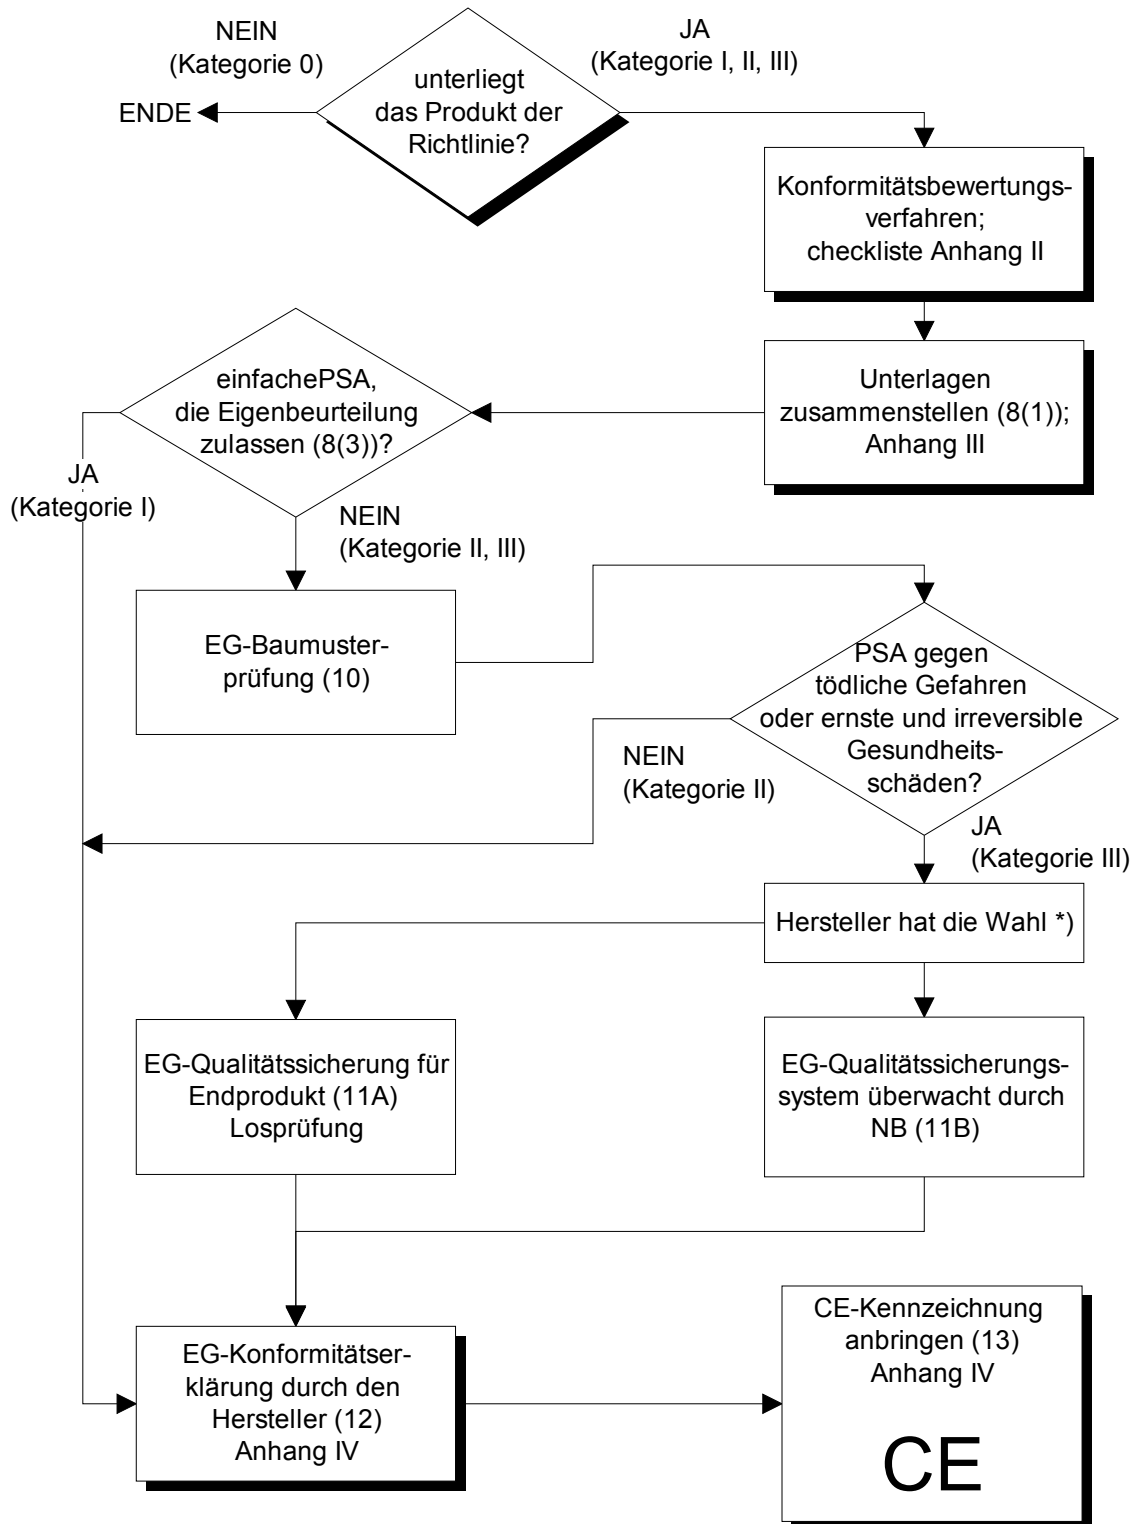 NEIN
(Kategorie 0)
JA
(Kategorie I, II, III)
unterliegt
das Produkt der
Richtlinie?
ENDE
Konformitätsbewertungs-
verfahren;
checkliste Anhang II
Unterlagen
zusammenstellen (8(1));
Anhang III
einfachePSA,
die Eigenbeurteilung
zulassen (8(3))?
JA
(Kategorie I)
NEIN
(Kategorie II, III)
EG-Baumuster-
prüfung (10)
PSA gegen
tödliche Gefahren
oder ernste und irreversible
Gesundheits-
schäden?
NEIN
(Kategorie II)
JA
(Kategorie III)
Hersteller hat die Wahl *)
EG-Qualitätssicherung für
Endprodukt (11A)
Losprüfung
EG-Qualitätssicherungs-
system überwacht durch
NB (11B)
EG-Konformitätser-
klärung durch den
Hersteller (12)
Anhang IV
CE-Kennzeichnung
anbringen (13)
Anhang IV
CE